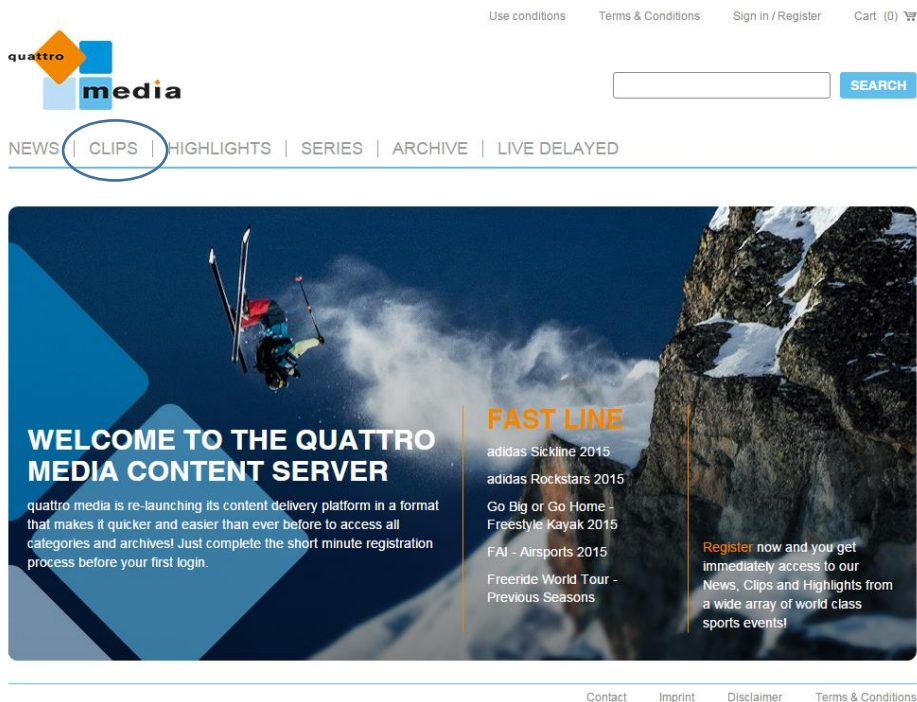 Use conditions Terms & Conditions Sign in / Register Cart (0)
quattro
media
SEARCH
NEWS | CLIPS | HIGHLIGHTS | SERIES | ARCHIVE | LIVE DELAYED
WELCOME TO THE QUATTRO
MEDIA CONTENT SERVER
quattro media is re-launching its content delivery platform in a format
that makes it quicker and easier than ever before to access all
categories and archives! Just complete the short minute registration
process before your first login.
FAST LINE
adidas Sickline 2015
adidas Rockstars 2015
Go Big or Go Home -
Freestyle Kayak 2015
FAI - Airsports 2015
Freeride World Tour -
Previous Seasons
Register now and you get
immediately access to our
News, Clips and Highlights from
a wide array of world class
sports events!
Contact Imprint Disclaimer Terms & Conditions